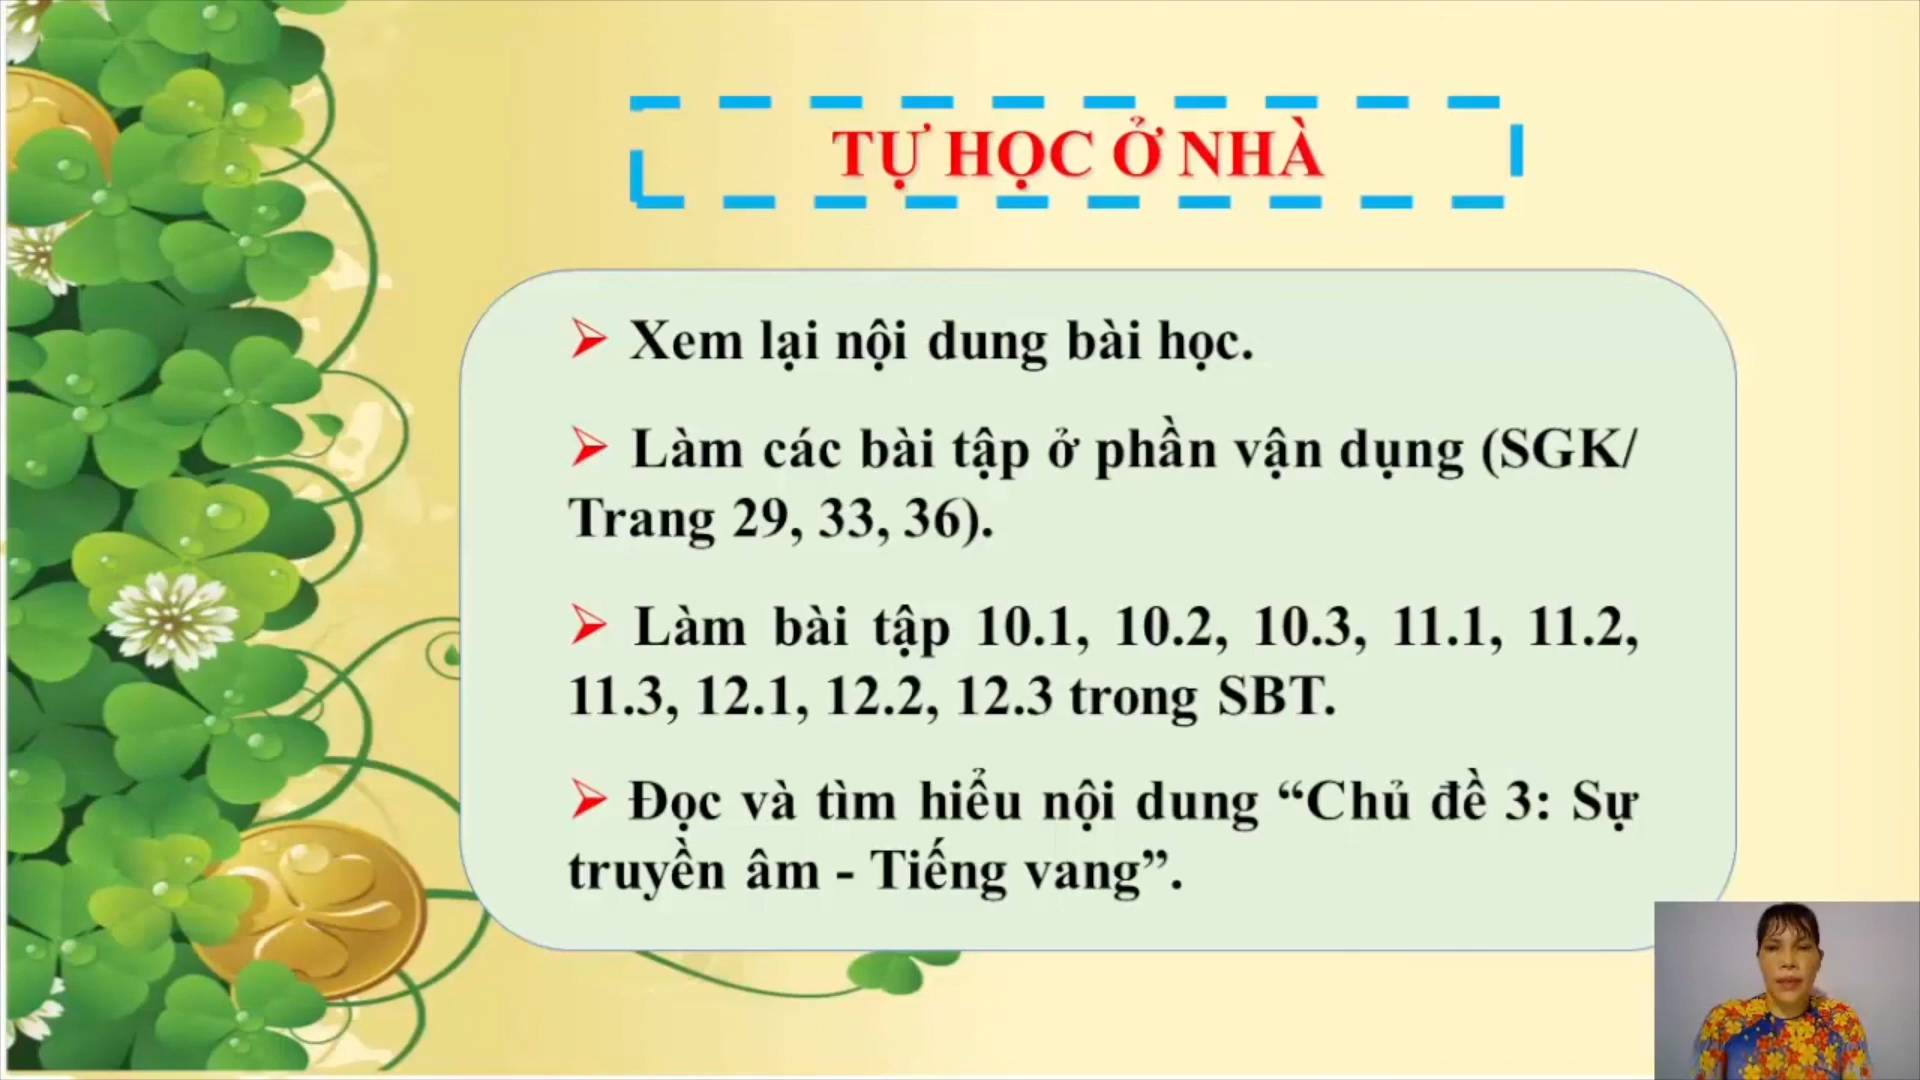 TỰ HỌC Ở NHÀ
Xem lại nội dung bài học.
Làm các bài tập ở phần vận dụng (SGK/
Trang 29, 33, 36).
Làm bài tập 10.1, 10.2, 10.3, 11.1, 11.2,
11.3, 12.1, 12.2, 12.3 trong SBT.
Đọc và tìm hiểu nội dung “Chủ đề 3: Sự
truyền âm - Tiếng vang”.